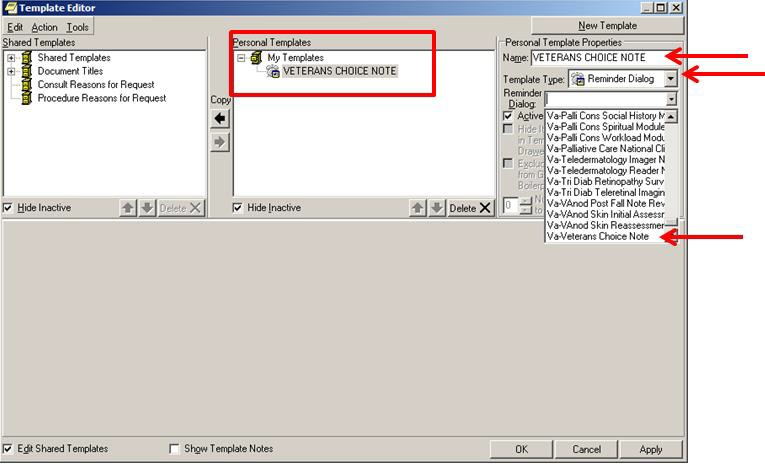 Template Editor
Edit Action Tools
New Template
Shared Templates
Shared Templates
Document Titles
Consult Reasons for Request
Procedure Reasons for Request
Copy
Personal Templates
My Templates
VETERANS CHOICE NOTE
Personal Template Properties
Name: VETERANS CHOICE NOTE
Template Type: Reminder Dialog
Reminder
Dialog:
Active
Hide It
in Tem
Drawe
Exclud
from G
Boilerp
0 Nu
to
Va-Palli Cons Social History M
Va-Palli Cons Spiritual Module
Va-Palli Cons Workload Modu
Va-Palliative Care National Cli
Va-Teledermatology Imager N
Va-Teledermatology Reader N
Va-Tri Diab Retinopathy Surv
Va-Tri Diab Teleretinal Imagin
Va-VAnod Post Fall Note Rev
Va-VAnod Skin Initial Assessm
Va-VAnod Skin Reassessmer
Va-Veterans Choice Note
Hide Inactive
Delete
Hide Inactive
Delete
Edit Shared Templates
Show Template Notes
OK
Cancel
Apply